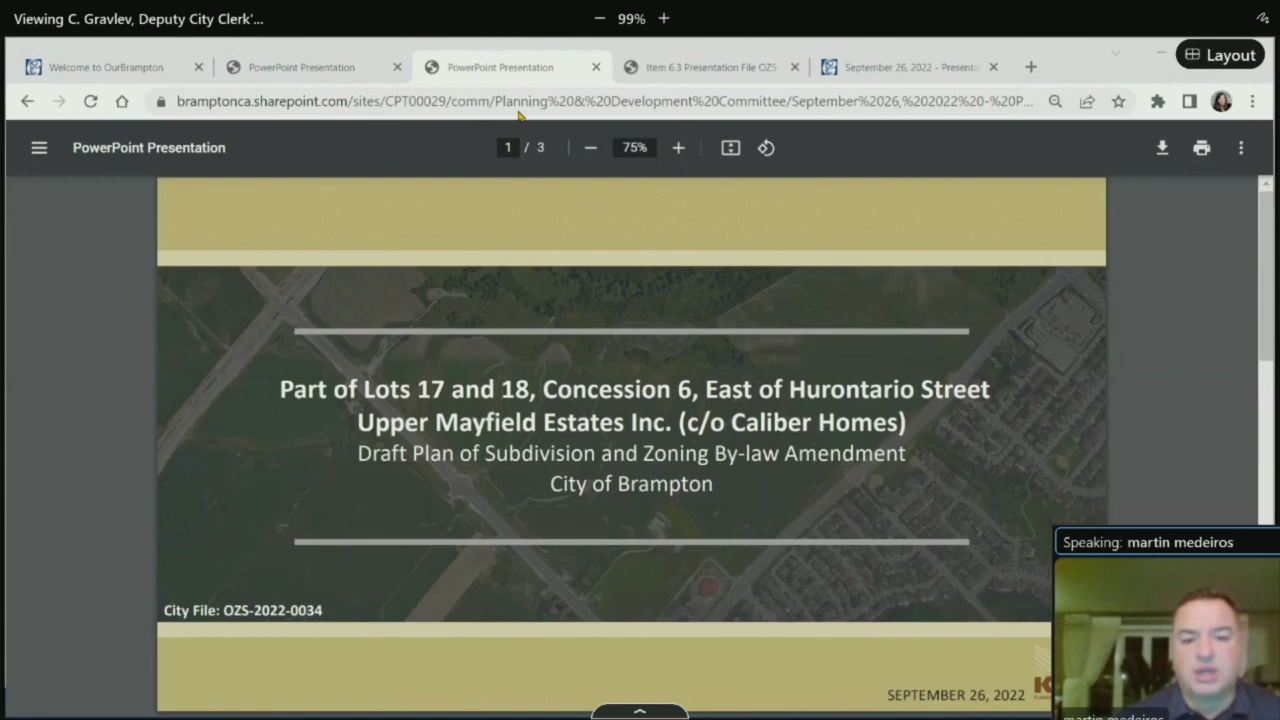 Viewing C. Gravlev, Deputy City Clerk'...
99%
Layout
Welcome to OurBrampton
PowerPoint Presentation
PowerPoint Presentation
Item 6.3 Presentation File OZS
September 26, 2022 - Presenta
bramptonca.sharepoint.com/sites/CPT00029/comm/Planning%20&%20Development%20Committee/September%2026,%202022%20-%20P...
PowerPoint Presentation
1 / 3
75%
Part of Lots 17 and 18, Concession 6, East of Hurontario Street
Upper Mayfield Estates Inc. (c/o Caliber Homes)
Draft Plan of Subdivision and Zoning By-law Amendment
City of Brampton
Speaking: martin medeiros
City File: OZS-2022-0034
SEPTEMBER 26, 2022
martin medeiros